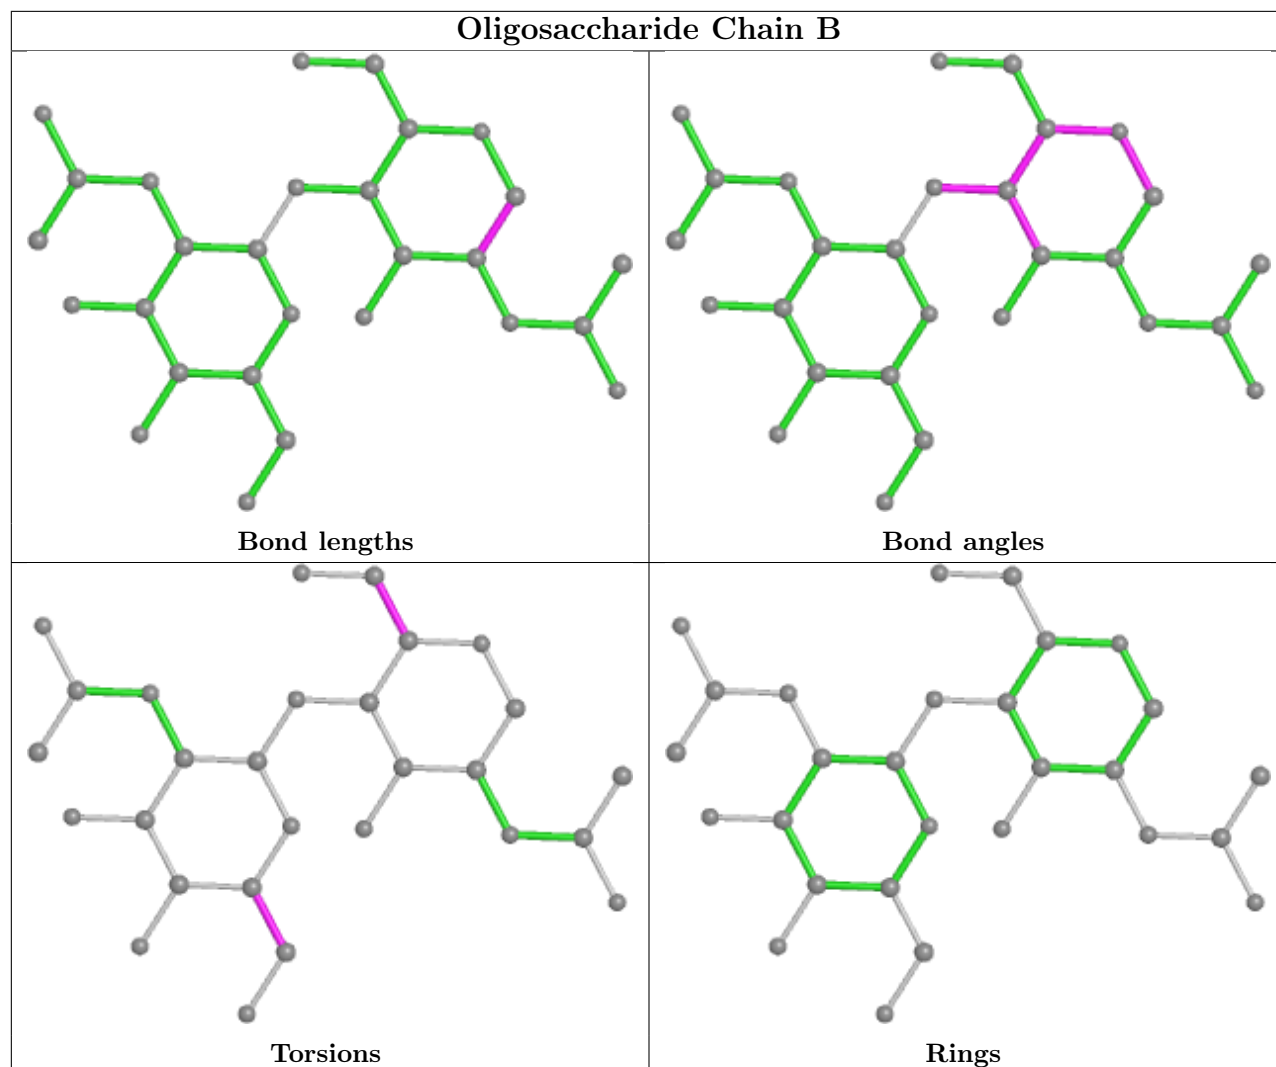 Oligosaccharide Chain B
Bond lengths
Bond angles
Torsions
Rings